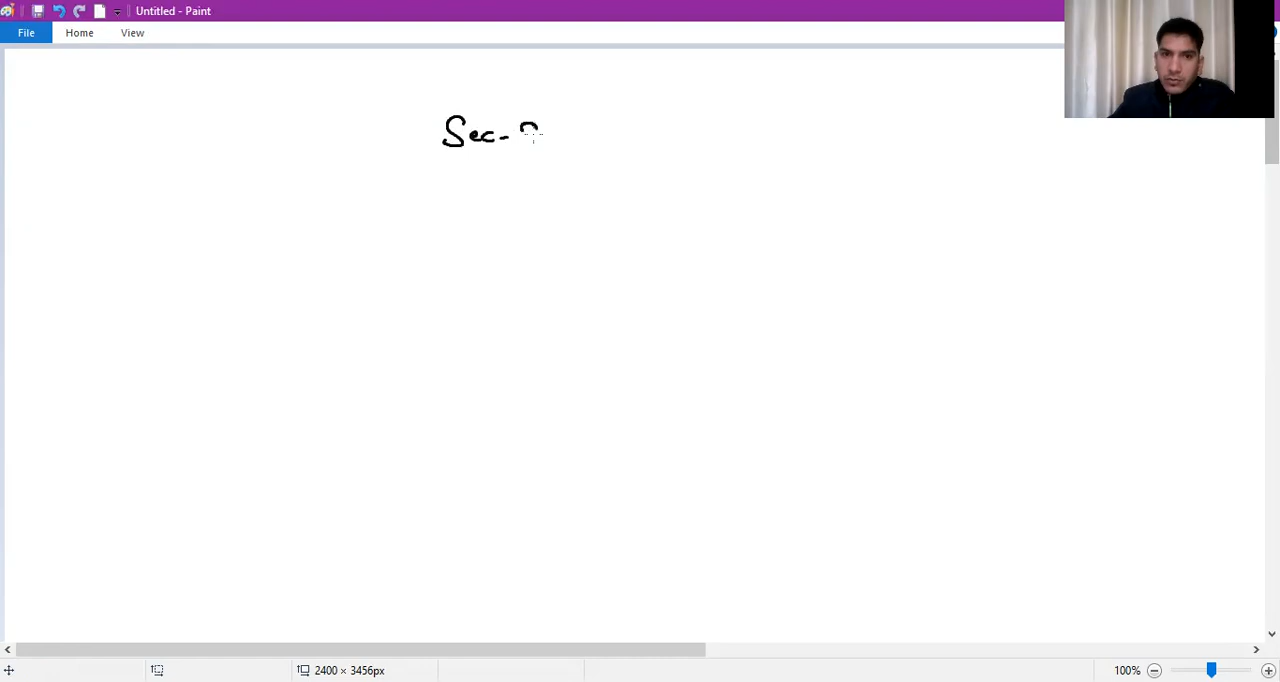 Untitled - Paint
File Home View
Sec-
2400 × 3456px
100%